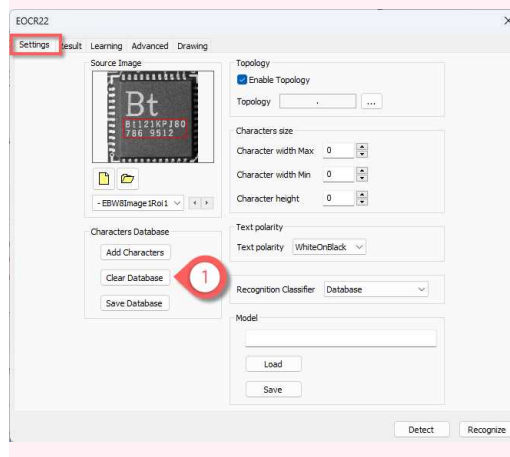 EOCR22
Settings Result Learning Advanced Drawing
Source Image
Bt
Bt121KPJ80
786 9512
- EBW8Image1Roi1
Characters Database
Add Characters
Clear Database
1
Save Database
Topology
Enable Topology
Topology . ...
Characters size
Character width Max 0
Character width Min 0
Character height 0
Text polarity
Text polarity WhiteOnBlack
Recognition Classifier Database
Model
Load
Save
Detect Recognize